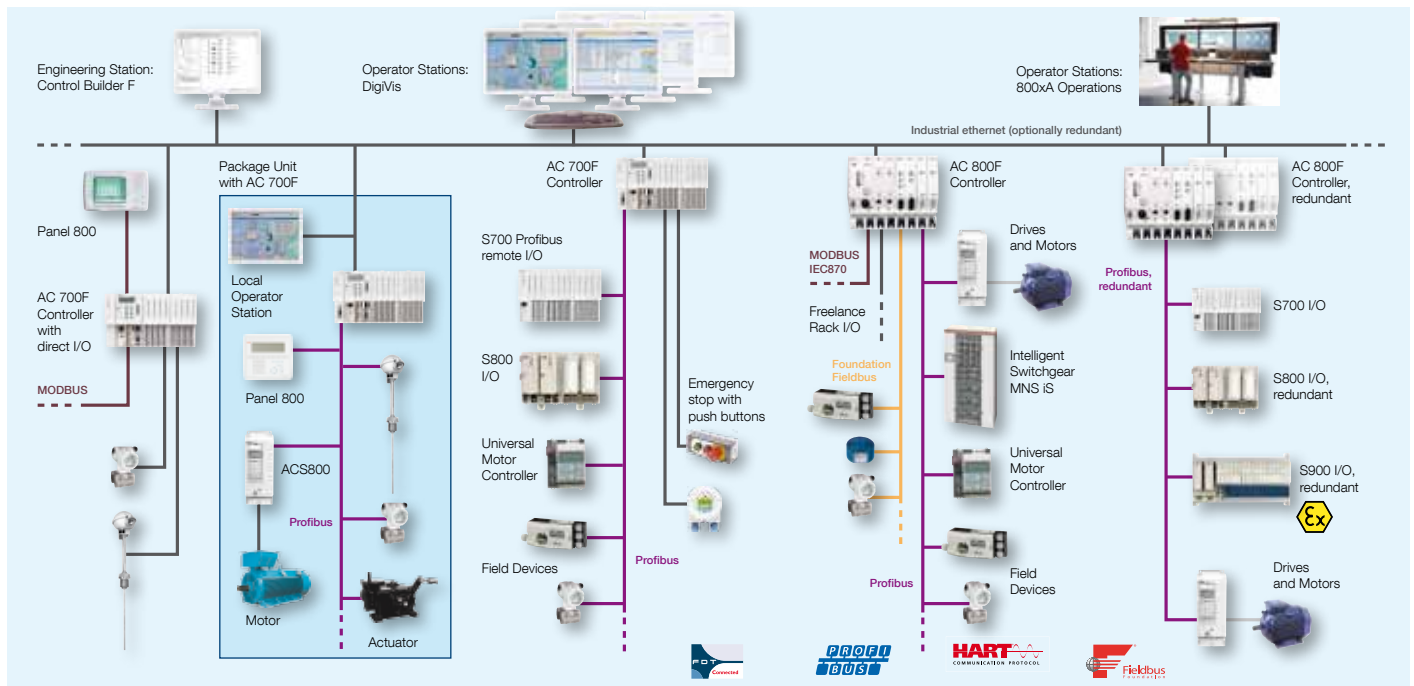 Engineering Station:
Control Builder F
Operator Stations:
DigiVis
Operator Stations:
800xA Operations
Industrial ethernet (optionally redundant)
Panel 800
AC 700F
Controller
with
direct I/O
MODBUS
Package Unit
with AC 700F
Local
Operator
Station
Panel 800
ACS800
Profibus
Motor
Actuator
AC 700F
Controller
S700 Profibus
remote I/O
S800
I/O
Universal
Motor
Controller
Field Devices
Emergency
stop with
push buttons
Profibus
AC 800F
Controller
MODBUS
IEC870
Freelance
Rack I/O
Foundation
Fieldbus
Drives
and Motors
Intelligent
Switchgear
MNS iS
Universal
Motor
Controller
Field
Devices
Profibus
AC 800F
Controller,
redundant
Profibus,
redundant
S700 I/O
S800 I/O,
redundant
S900 I/O,
redundant
Ex
Drives
and Motors
FDT
Connected
PROFI
BUS
HART
COMMUNICATION PROTOCOL
Fieldbus
Foundation